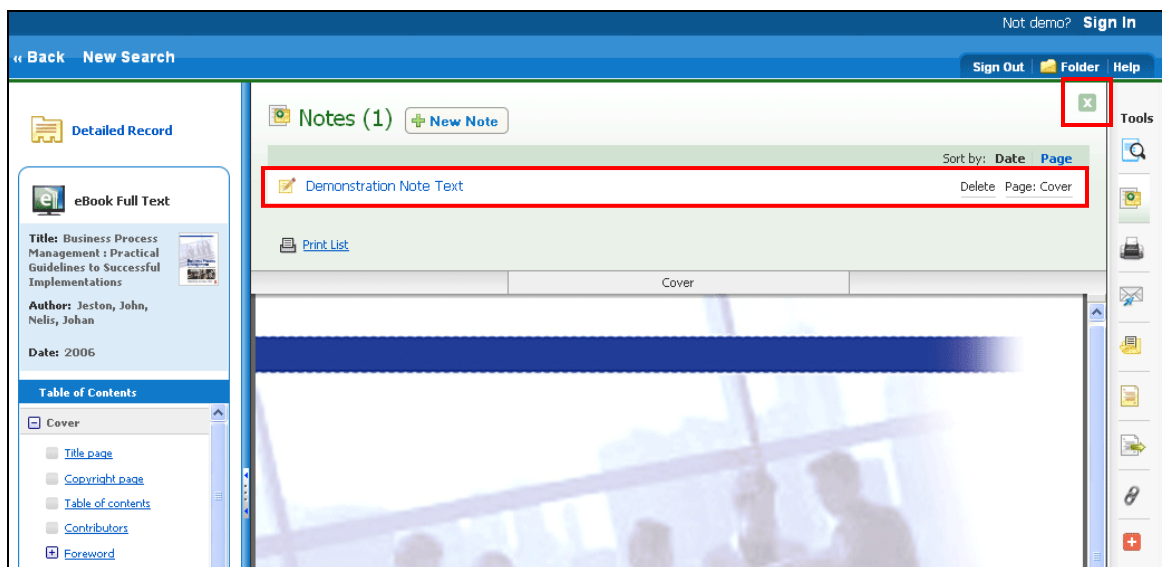 Not demo? Sign In
‹‹ Back New Search
Sign Out Folder Help
Detailed Record
eBook Full Text
Title: Business Process
Management : Practical
Guidelines to Successful
Implementations
Author: Jeston, John,
Nelis, Johan
Date: 2006
Table of Contents
Cover
Title page
Copyright page
Table of contents
Contributors
Foreword
Notes (1) New Note
Sort by: Date Page
Demonstration Note Text Delete Page: Cover
Print List
Cover
Tools